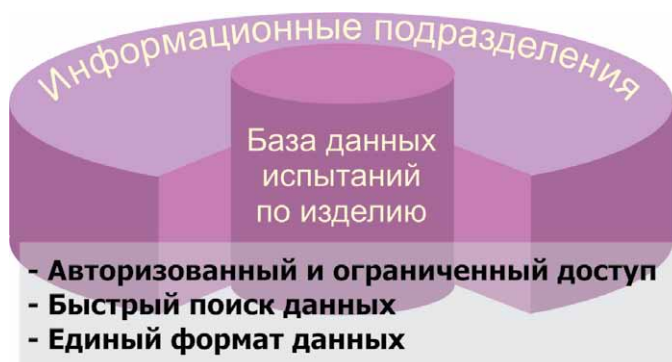 Информационные подразделения
База данных
испытаний
по изделию
- Авторизованный и ограниченный доступ
- Быстрый поиск данных
- Единый формат данных